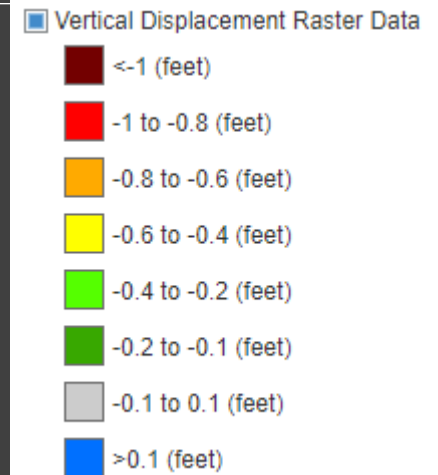 Vertical Displacement Raster Data
<-1 (feet)
-1 to -0.8 (feet)
-0.8 to -0.6 (feet)
-0.6 to -0.4 (feet)
-0.4 to -0.2 (feet)
-0.2 to -0.1 (feet)
-0.1 to 0.1 (feet)
>0.1 (feet)